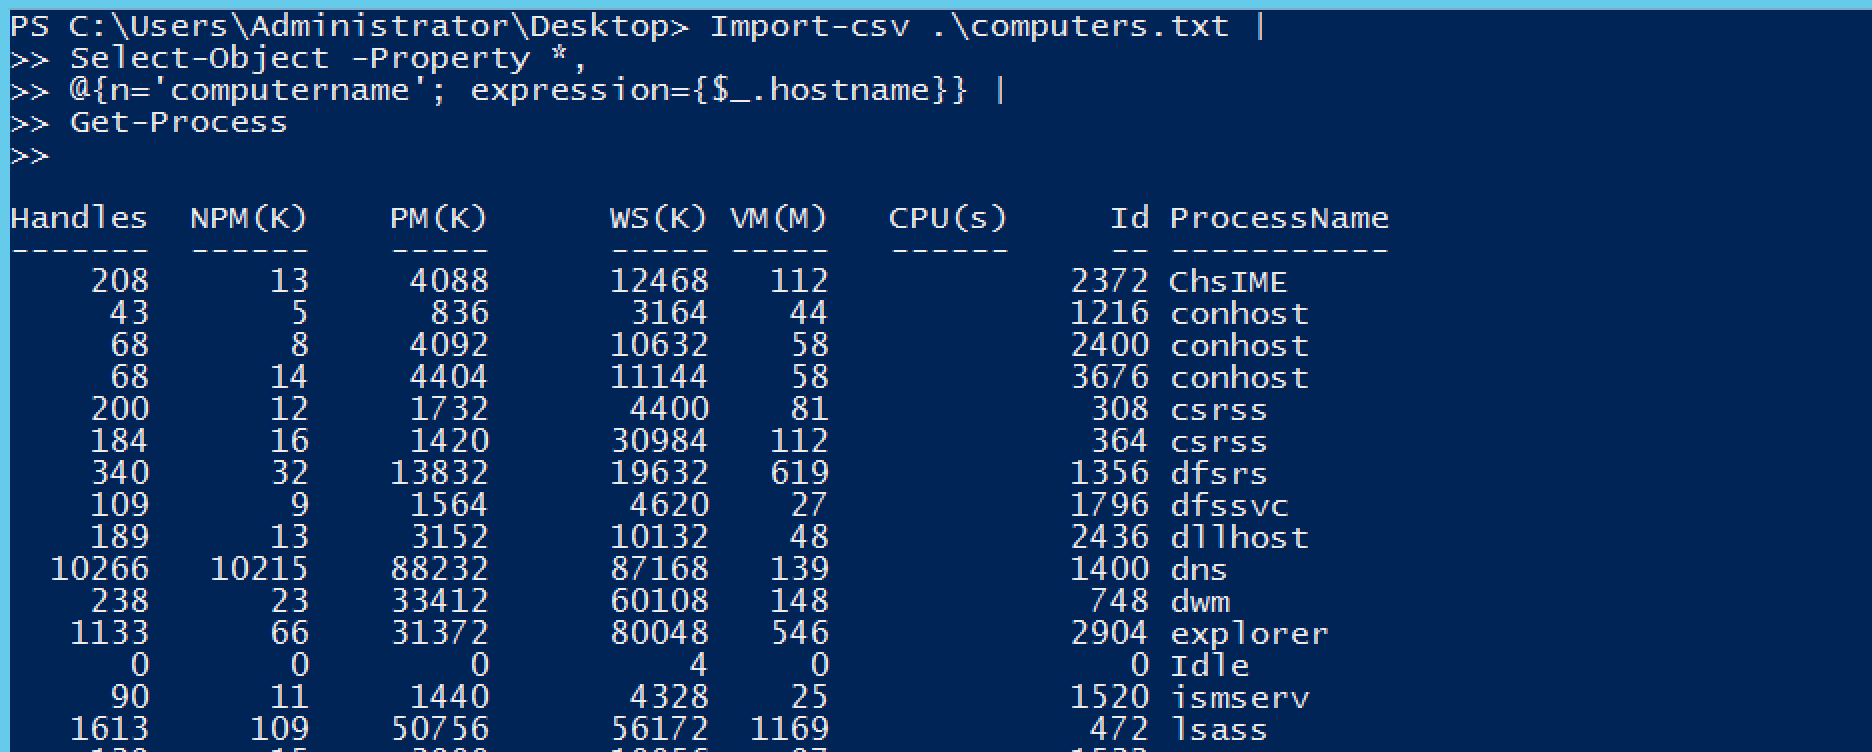 PS C:\Users\Administrator\Desktop> Import-csv .\computers.txt |
>> Select-Object -Property *,
>> @{n='computername'; expression={$_.hostname}} |
>> Get-Process
>>
Handles  NPM(K)    PM(K)      WS(K) VM(M)   CPU(s)     Id ProcessName
-------  ------    -----      ----- -----   ------     -- -----------
    208      13     4088      12468   112            2372 ChsIME
     43       5      836       3164    44            1216 conhost
     68       8     4092      10632    58            2400 conhost
     68      14     4404      11144    58            3676 conhost
    200      12     1732       4400    81             308 csrss
    184      16     1420      30984   112             364 csrss
    340      32    13832      19632   619            1356 dfsrs
    109       9     1564       4620    27            1796 dfssvc
    189      13     3152      10132    48            2436 dllhost
  10266   10215    88232      87168   139            1400 dns
    238      23    33412      60108   148             748 dwm
   1133      66    31372      80048   546            2904 explorer
      0       0        0          4     0               0 Idle
     90      11     1440       4328    25            1520 ismserv
   1613     109    50756      56172  1169             472 lsass